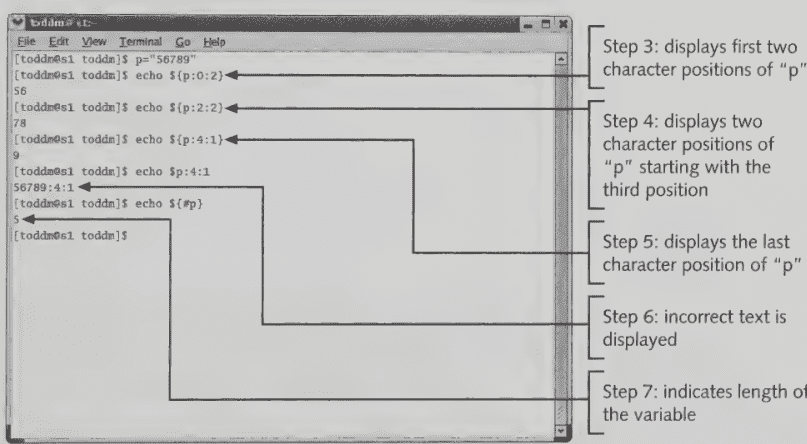 File Edit View Terminal Go Help
[toddm@s1 toddm]$ p="56789"
[toddm@s1 toddm]$ echo ${p:0:2}
56
[toddm@s1 toddm]$ echo ${p:2:2}
78
[toddm@s1 toddm]$ echo ${p:4:1}
9
[toddm@s1 toddm]$ echo $p:4:1
56789:4:1
[toddm@s1 toddm]$ echo ${#p}
5
[toddm@s1 toddm]$
Step 3: displays first two
character positions of "p"
Step 4: displays two
character positions of
"p" starting with the
third position
Step 5: displays the last
character position of "p"
Step 6: incorrect text is
displayed
Step 7: indicates length of
the variable